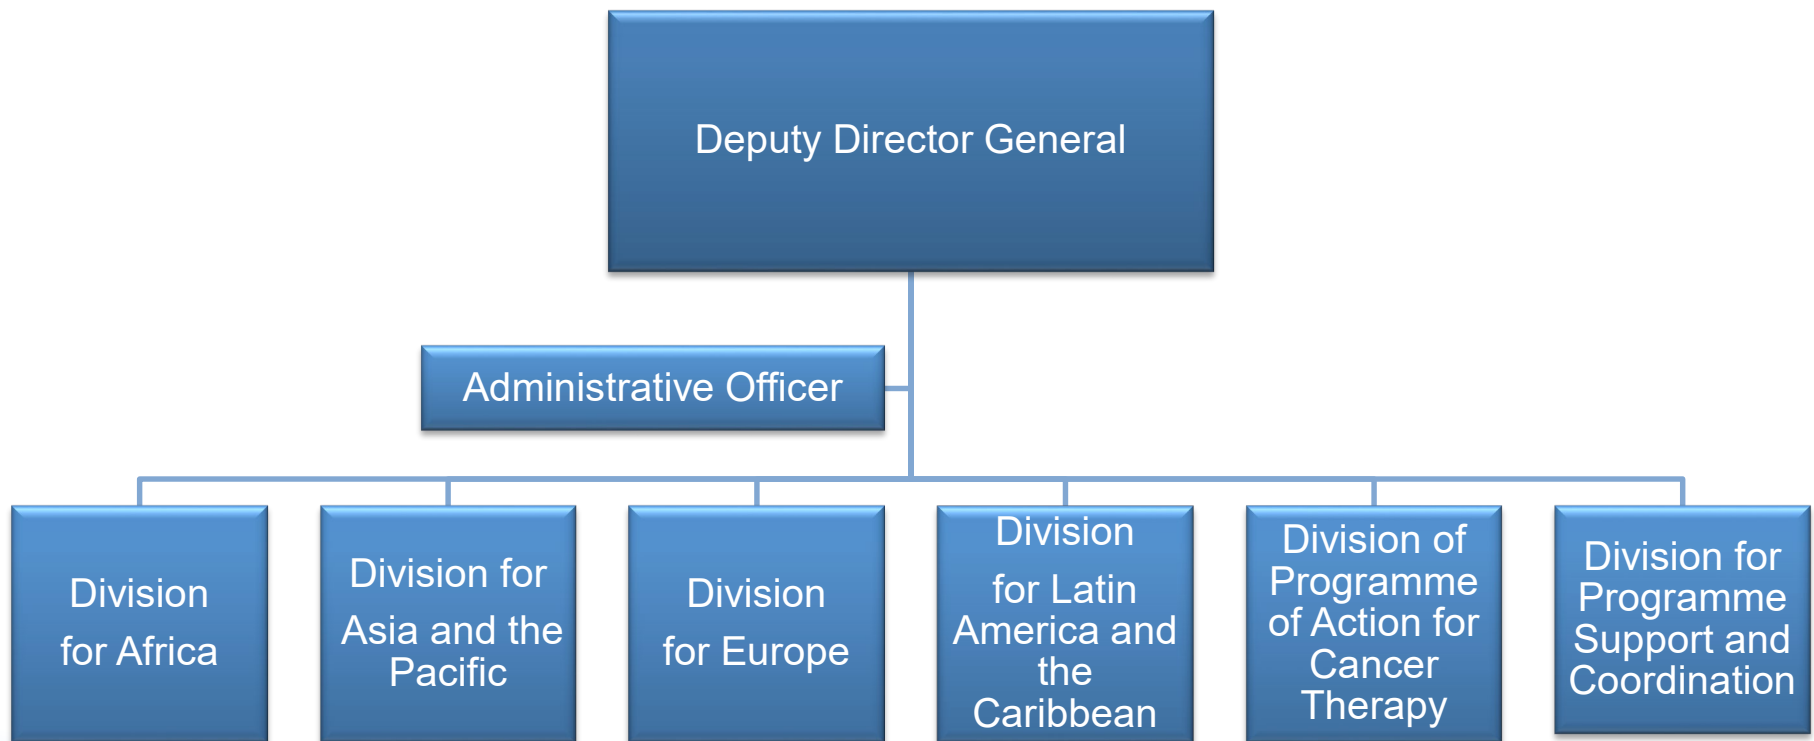 Deputy Director General
Administrative Officer
Division
for Africa
Division for
Asia and the
Pacific
Division
for Europe
Division
for Latin
America and
the
Caribbean
Division of
Programme
of Action for
Cancer
Therapy
Division for
Programme
Support and
Coordination